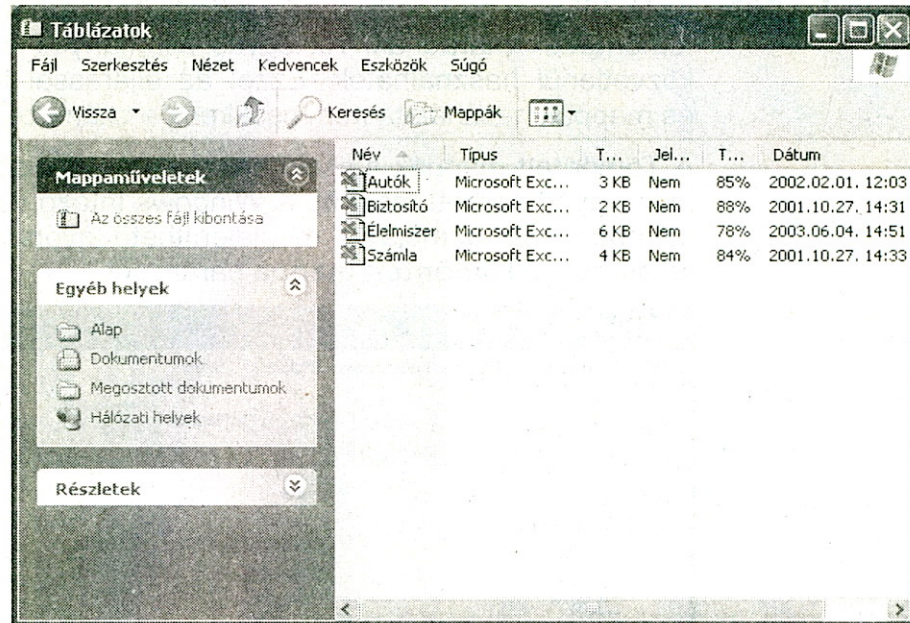 Táblázatok
Fájl Szerkesztés Nézet Kedvencek Eszközök Súgó
Vissza Keresés Mappák
Mappaműveletek
Az összes fájl kibontása
Egyéb helyek
Alap
Dokumentumok
Megosztott dokumentumok
Hálózati helyek
Részletek
Név Típus T... Jel... T... Dátum
Autók Microsoft Exc... 3 KB Nem 85% 2002.02.01. 12:03
Biztosító Microsoft Exc... 2 KB Nem 88% 2001.10.27. 14:31
Élelmiszer Microsoft Exc... 6 KB Nem 78% 2003.06.04. 14:51
Számla Microsoft Exc... 4 KB Nem 84% 2001.10.27. 14:33